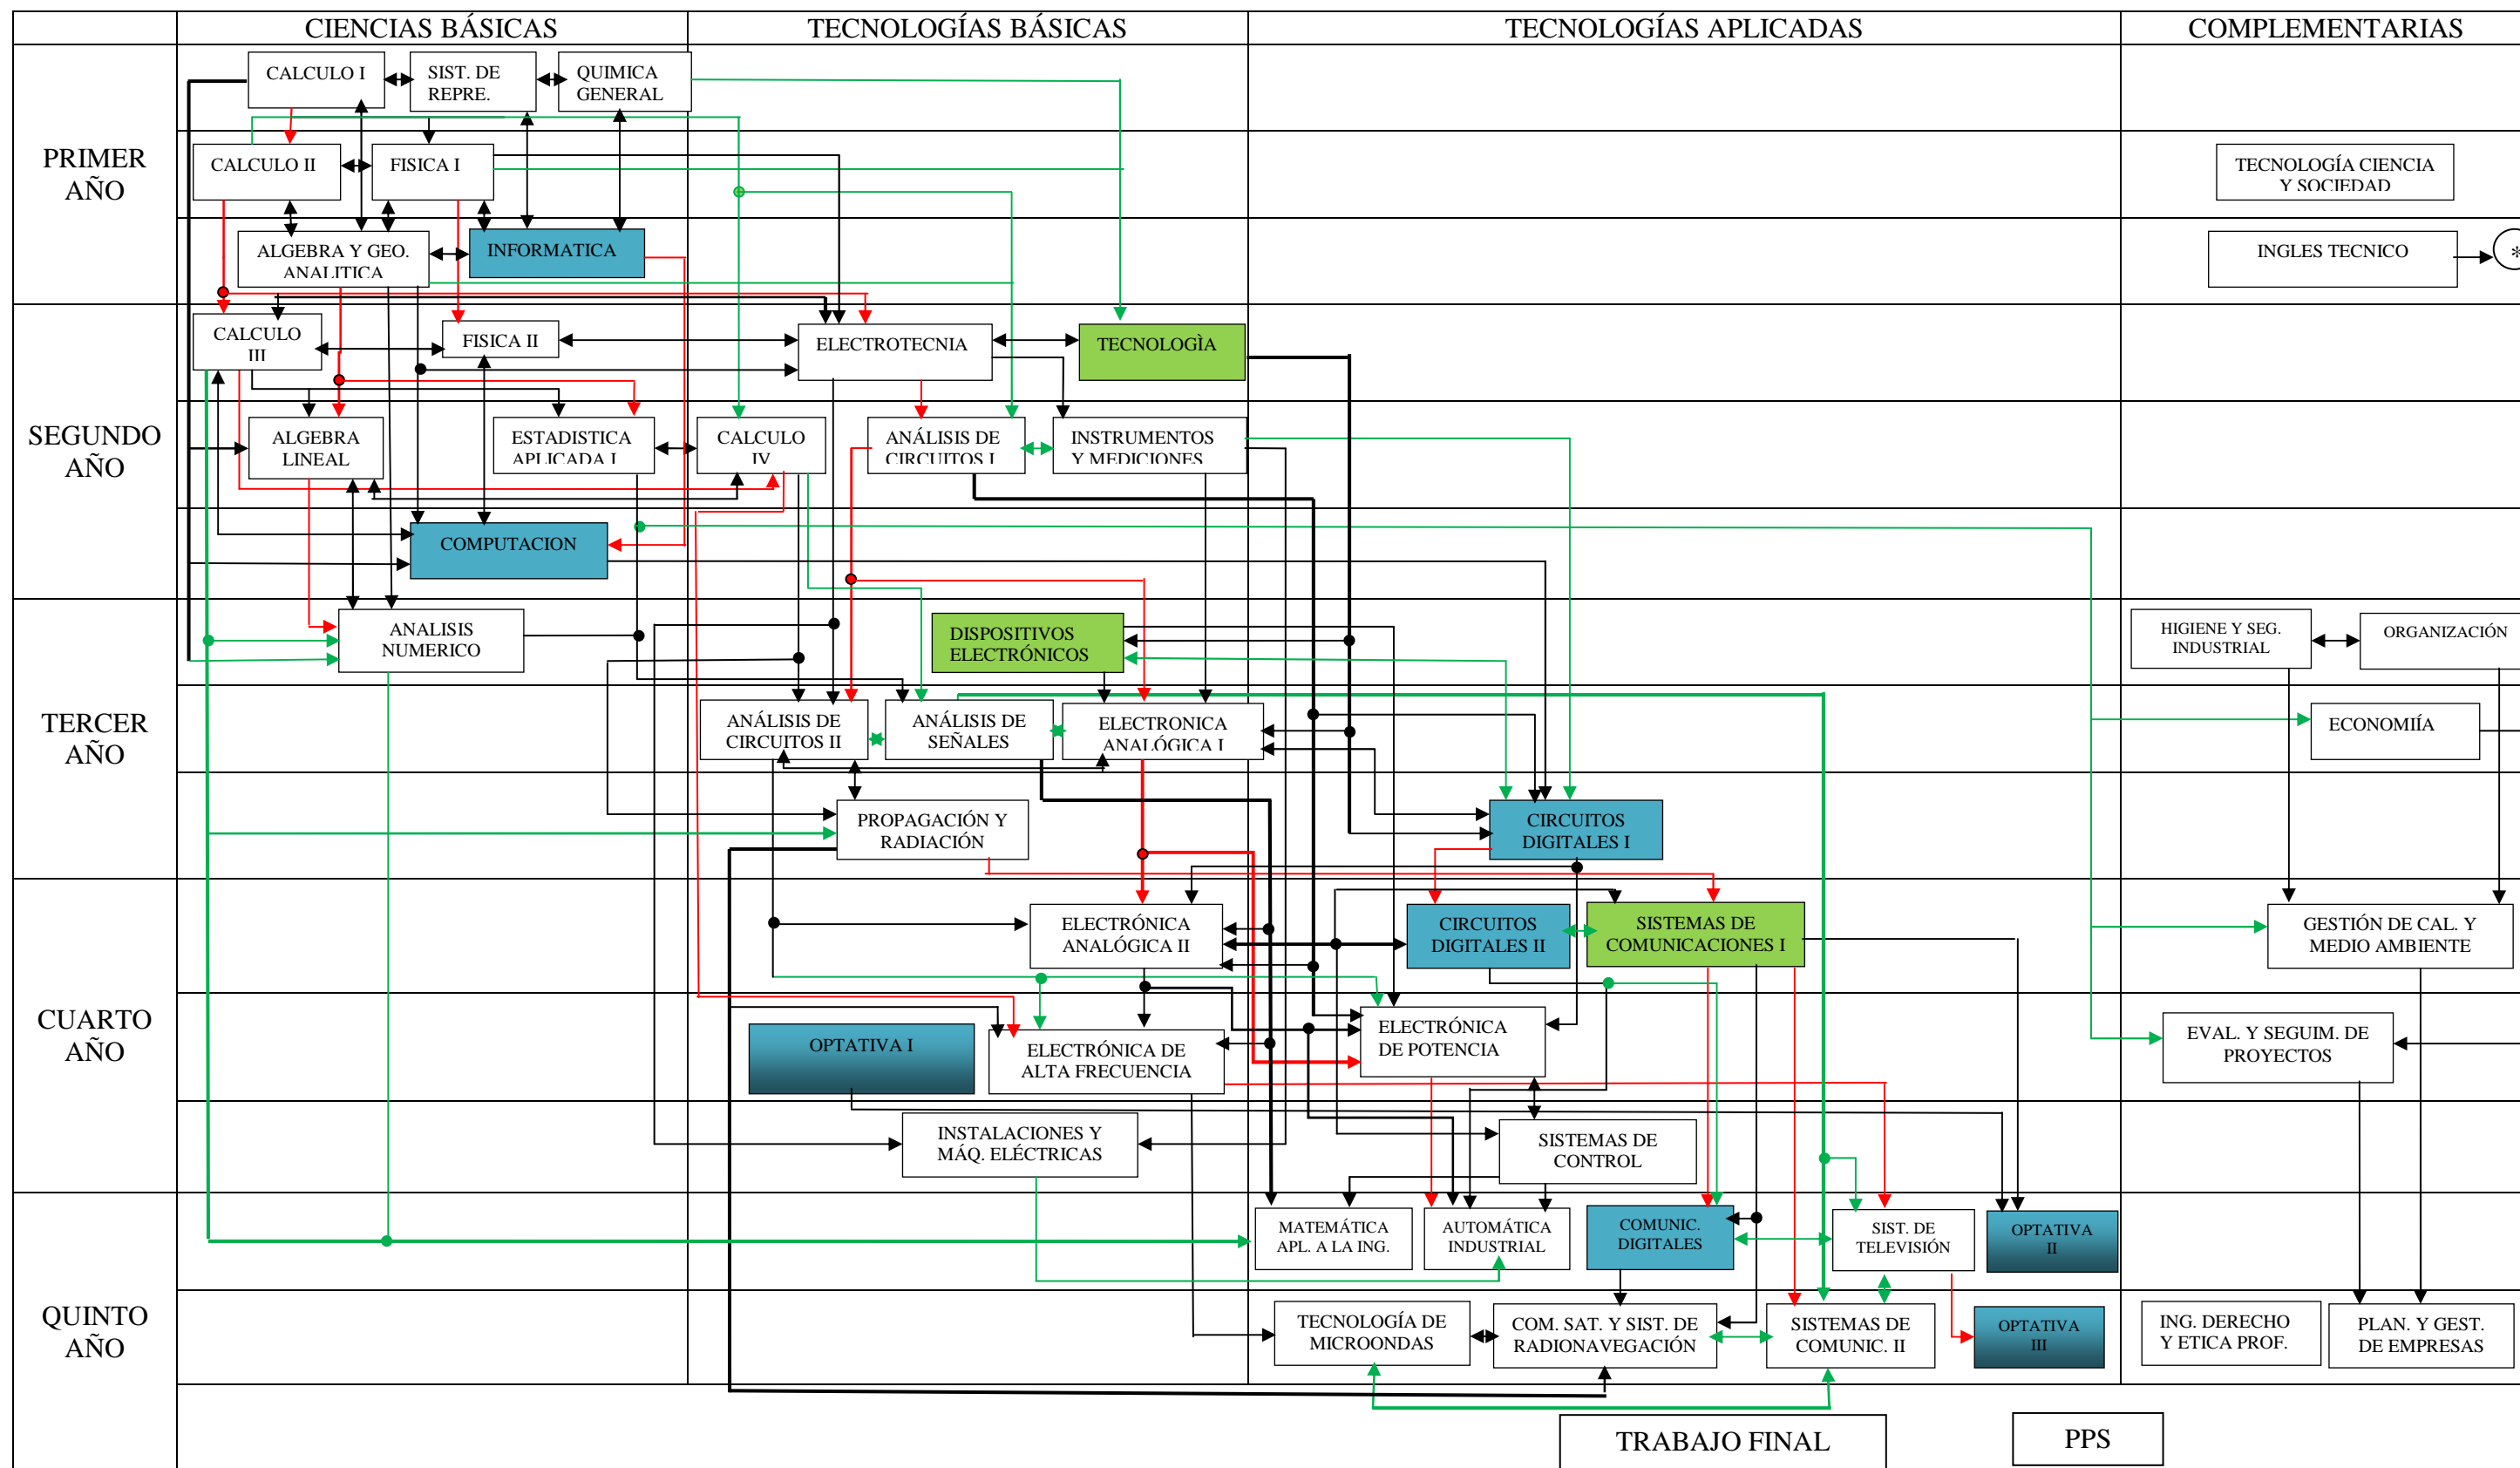 CIENCIAS BÁSICAS
TECNOLOGÍAS BÁSICAS
TECNOLOGÍAS APLICADAS
COMPLEMENTARIAS
PRIMER
AÑO
CALCULO I
SIST. DE
REPRE.
QUIMICA
GENERAL
CALCULO II
FISICA I
TECNOLOGÍA CIENCIA
Y SOCIEDAD
ALGEBRA Y GEO.
ANALITICA
INFORMATICA
INGLES TECNICO
*
SEGUNDO
AÑO
CALCULO
III
FISICA II
ELECTROTECNIA
TECNOLOGÌA
ALGEBRA
LINEAL
ESTADISTICA
APLICADA I
CALCULO
IV
ANÁLISIS DE
CIRCUITOS I
INSTRUMENTOS
Y MEDICIONES
COMPUTACION
TERCER
AÑO
ANALISIS
NUMERICO
DISPOSITIVOS
ELECTRÓNICOS
HIGIENE Y SEG.
INDUSTRIAL
ORGANIZACIÓN
ANÁLISIS DE
CIRCUITOS II
ANÁLISIS DE
SEÑALES
ELECTRONICA
ANALÓGICA I
ECONOMIÍA
PROPAGACIÓN Y
RADIACIÓN
CIRCUITOS
DIGITALES I
CUARTO
AÑO
ELECTRÓNICA
ANALÓGICA II
CIRCUITOS
DIGITALES II
SISTEMAS DE
COMUNICACIONES I
GESTIÓN DE CAL. Y
MEDIO AMBIENTE
OPTATIVA I
ELECTRÓNICA DE
ALTA FRECUENCIA
ELECTRÓNICA
DE POTENCIA
EVAL. Y SEGUIM. DE
PROYECTOS
INSTALACIONES Y
MÁQ. ELÉCTRICAS
SISTEMAS DE
CONTROL
QUINTO
AÑO
MATEMÁTICA
APL. A LA ING.
AUTOMÁTICA
INDUSTRIAL
COMUNIC.
DIGITALES
SIST. DE
TELEVISIÓN
OPTATIVA
II
TECNOLOGÍA DE
MICROONDAS
COM. SAT. Y SIST. DE
RADIONAVEGACIÓN
SISTEMAS DE
COMUNIC. II
OPTATIVA
III
ING. DERECHO
Y ETICA PROF.
PLAN. Y GEST.
DE EMPRESAS
TRABAJO FINAL
PPS